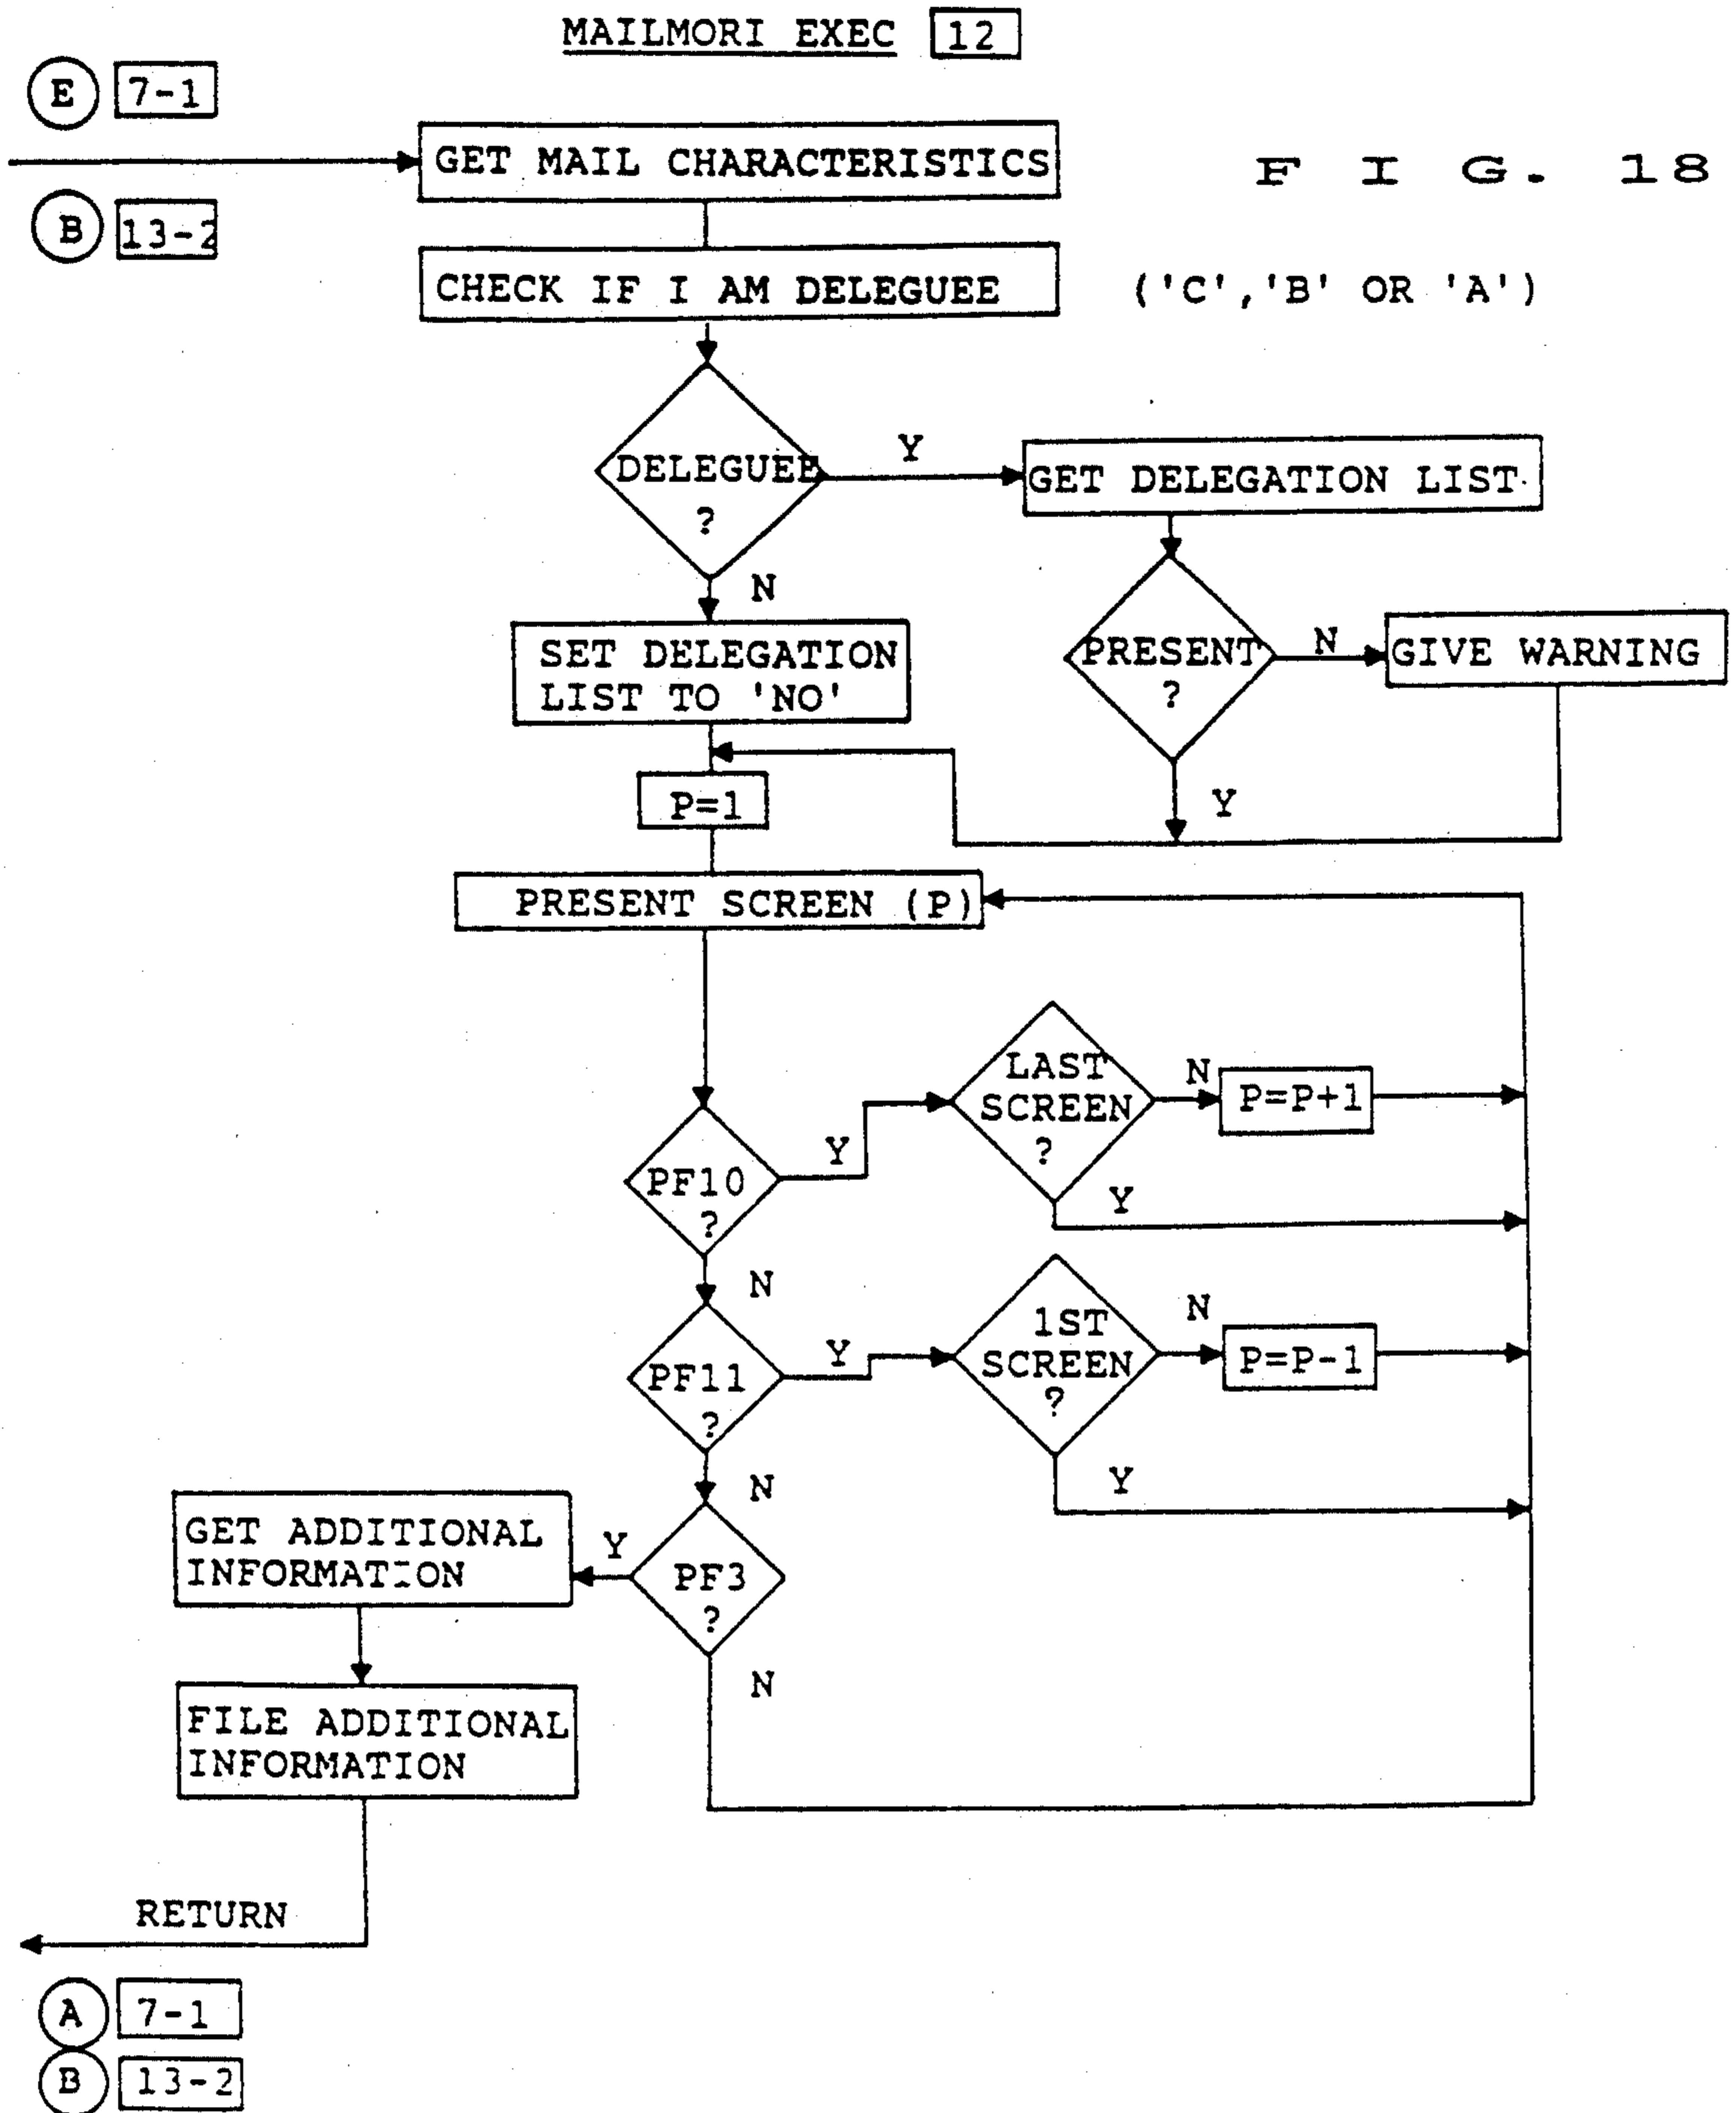 MAILMORI EXEC 12
E 7-1
GET MAIL CHARACTERISTICS
F I G. 18
B 13-2
CHECK IF I AM DELEGUEE
('C','B' OR 'A')
DELEGUEE
?
Y
GET DELEGATION LIST
N
SET DELEGATION
LIST TO 'NO'
PRESENT
?
N
GIVE WARNING
Y
P=1
PRESENT SCREEN (P)
LAST
SCREEN
?
N
P=P+1
Y
PF10
?
Y
N
1ST
SCREEN
?
N
P=P-1
Y
PF11
?
Y
N
GET ADDITIONAL
INFORMATION
Y
PF3
?
N
FILE ADDITIONAL
INFORMATION
RETURN
A 7-1
B 13-2